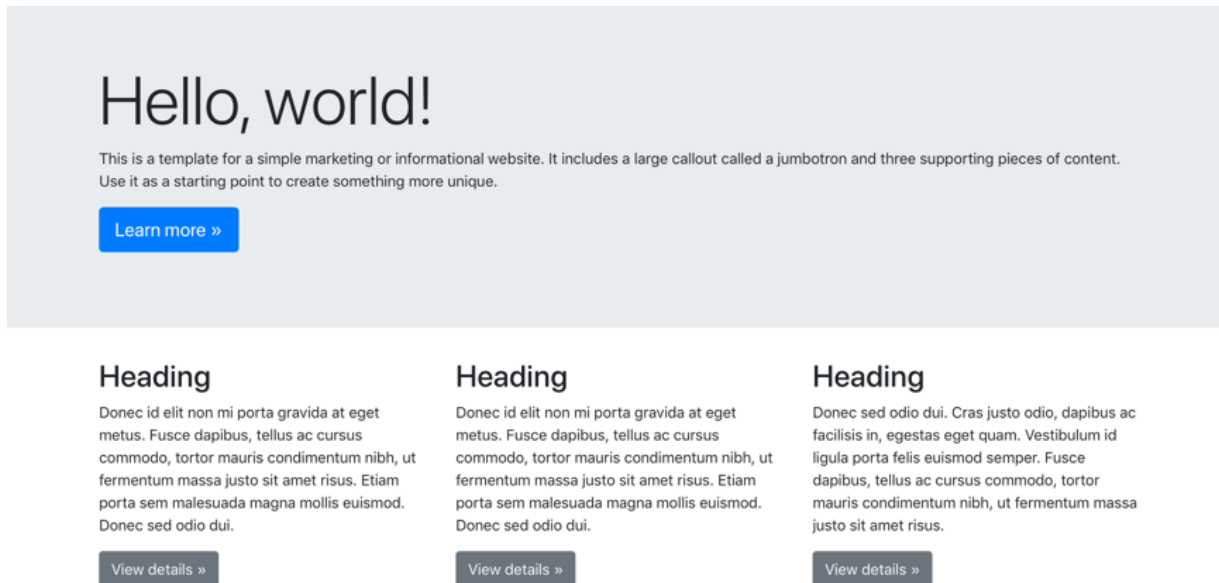 Hello, world!
This is a template for a simple marketing or informational website. It includes a large callout called a jumbotron and three supporting pieces of content.
Use it as a starting point to create something more unique.
Learn more »
Heading
Donec id elit non mi porta gravida at eget
metus. Fusce dapibus, tellus ac cursus
commodo, tortor mauris condimentum nibh, ut
fermentum massa justo sit amet risus. Etiam
porta sem malesuada magna mollis euismod.
Donec sed odio dui.
View details »
Heading
Donec id elit non mi porta gravida at eget
metus. Fusce dapibus, tellus ac cursus
commodo, tortor mauris condimentum nibh, ut
fermentum massa justo sit amet risus. Etiam
porta sem malesuada magna mollis euismod.
Donec sed odio dui.
View details »
Heading
Donec sed odio dui. Cras justo odio, dapibus ac
facilisis in, egestas eget quam. Vestibulum id
ligula porta felis euismod semper. Fusce
dapibus, tellus ac cursus commodo, tortor
mauris condimentum nibh, ut fermentum massa
justo sit amet risus.
View details »